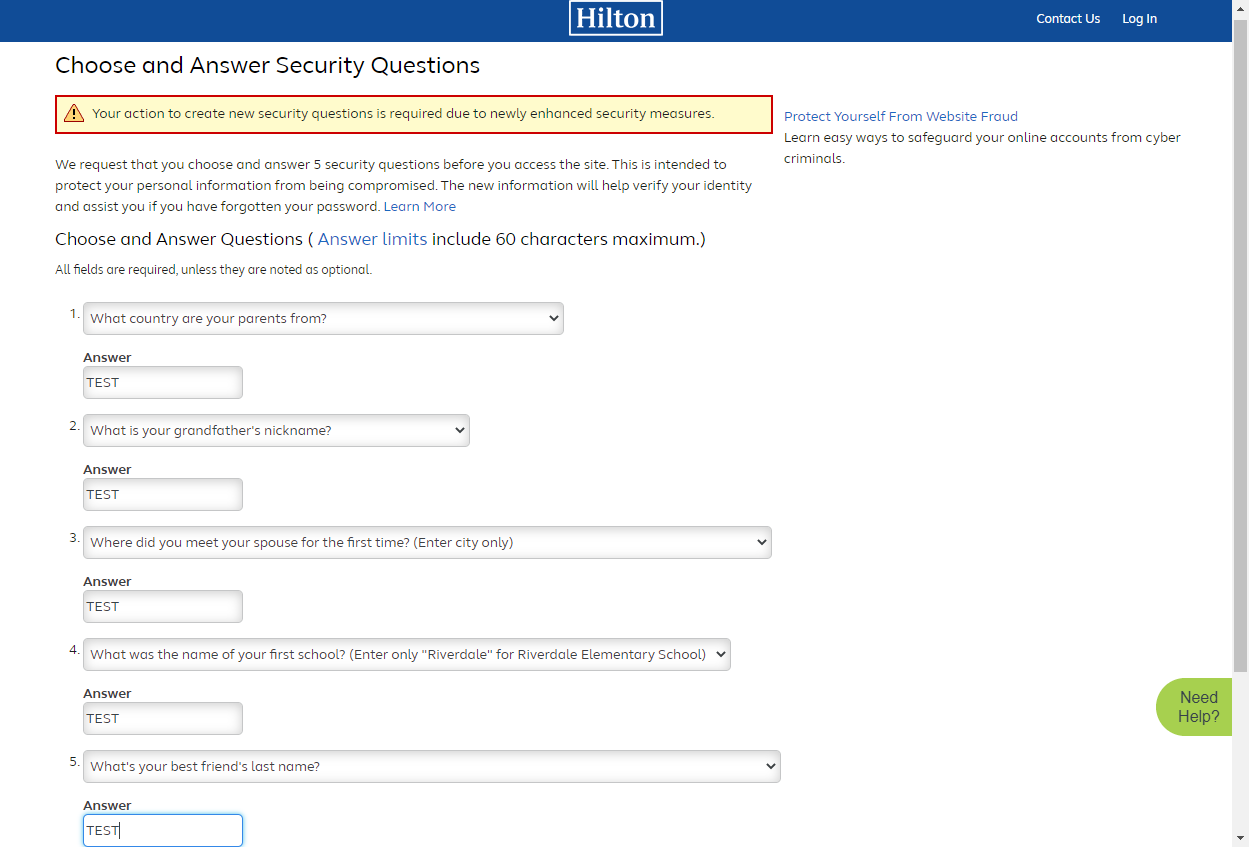 Hilton
Contact Us Log In
Choose and Answer Security Questions
Your action to create new security questions is required due to newly enhanced security measures.
Protect Yourself From Website Fraud
Learn easy ways to safeguard your online accounts from cyber
criminals.
We request that you choose and answer 5 security questions before you access the site. This is intended to
protect your personal information from being compromised. The new information will help verify your identity
and assist you if you have forgotten your password. Learn More
Choose and Answer Questions ( Answer limits include 60 characters maximum.)
All fields are required, unless they are noted as optional.
1. What country are your parents from?
Answer
TEST
2. What is your grandfather's nickname?
Answer
TEST
3. Where did you meet your spouse for the first time? (Enter city only)
Answer
TEST
4. What was the name of your first school? (Enter only "Riverdale" for Riverdale Elementary School)
Answer
TEST
Need
Help?
5. What's your best friend's last name?
Answer
TEST